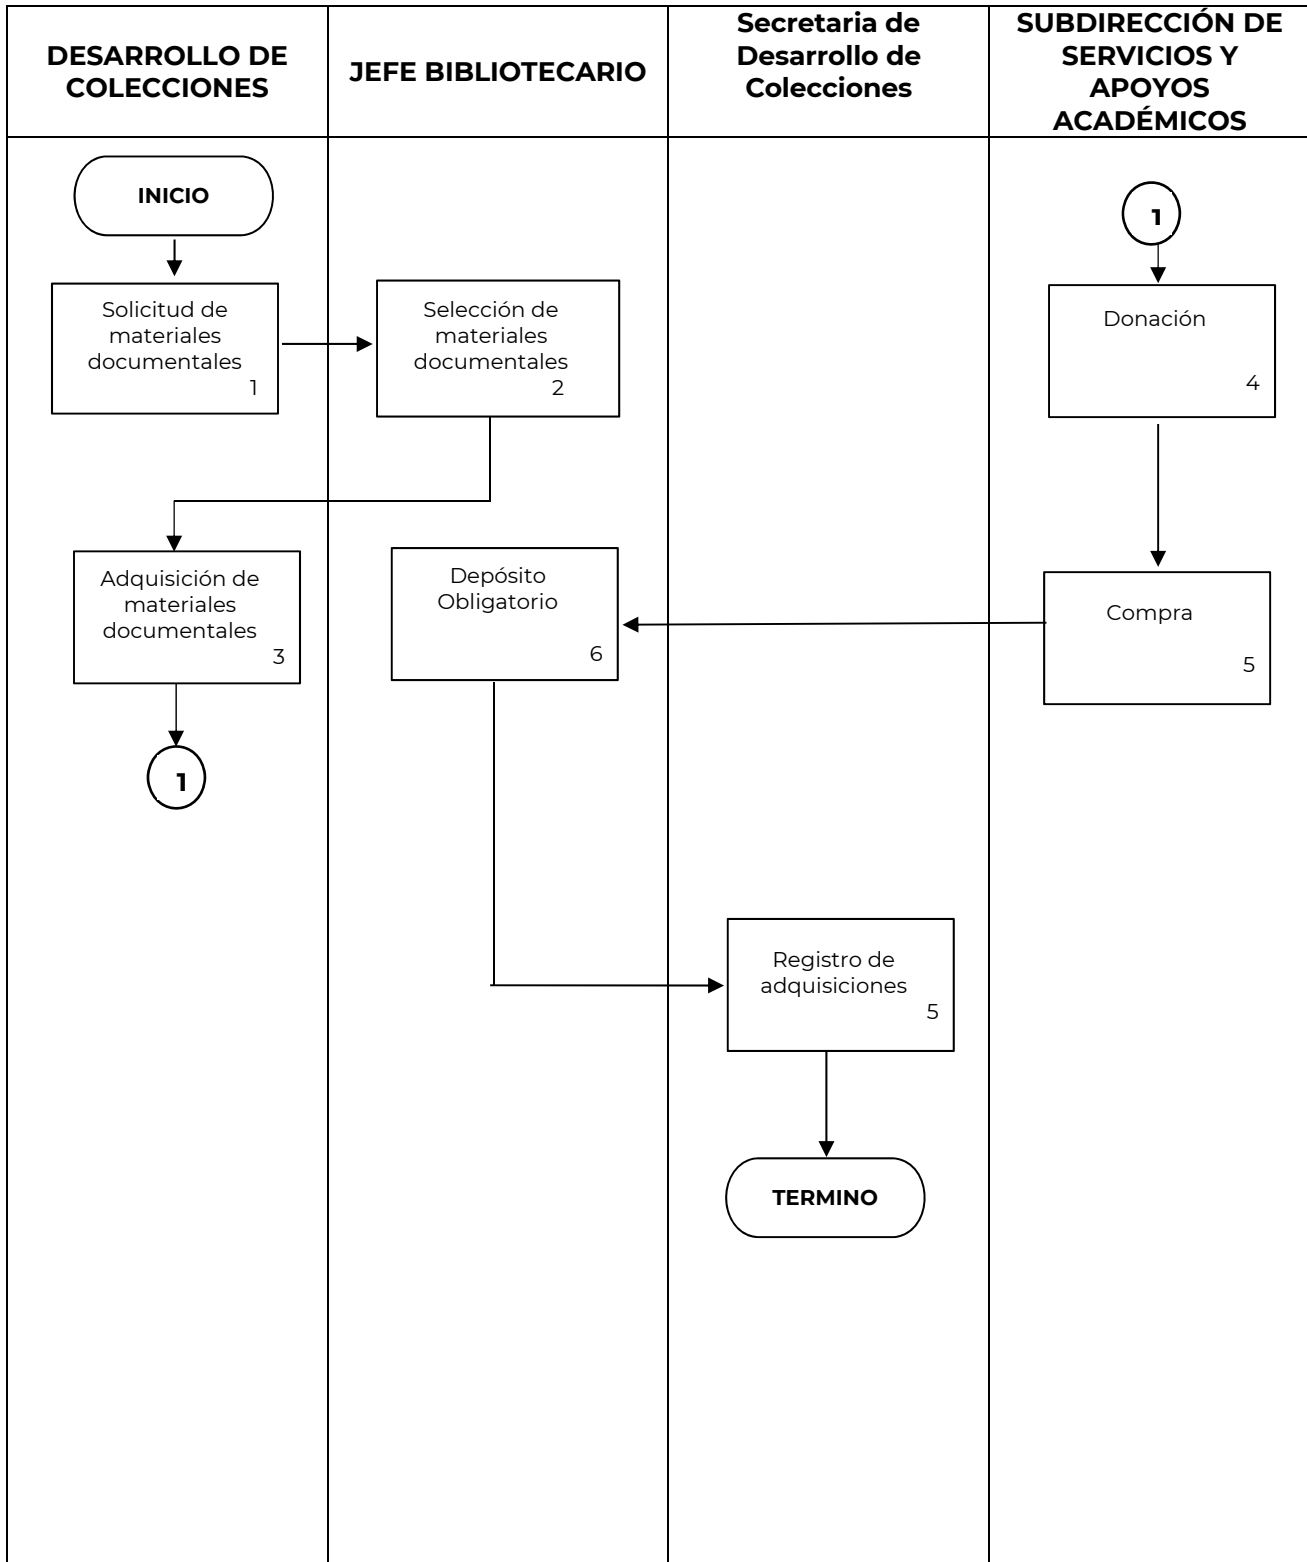 DESARROLLO DE
COLECCIONES
JEFE BIBLIOTECARIO
Secretaria de
Desarrollo de
Colecciones
SUBDIRECCIÓN DE
SERVICIOS Y
APOYOS
ACADÉMICOS
INICIO
1
Solicitud de
materiales
documentales
1
Selección de
materiales
documentales
2
Donación
4
Adquisición de
materiales
documentales
3
Depósito
Obligatorio
6
Compra
5
1
Registro de
adquisiciones
5
TERMINO